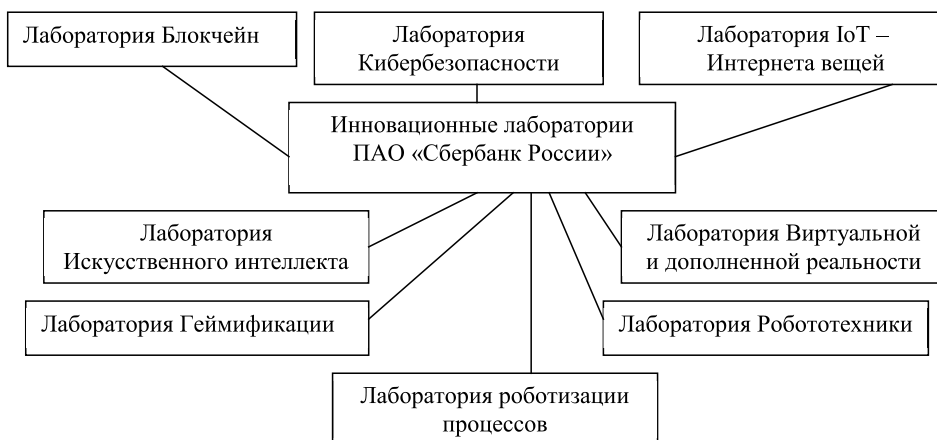 Лаборатория Блокчейн
Лаборатория
Кибербезопасности
Лаборатория IoT –
Интернета вещей
Инновационные лаборатории
ПАО «Сбербанк России»
Лаборатория
Искусственного интеллекта
Лаборатория Виртуальной
и дополненной реальности
Лаборатория Геймификации
Лаборатория Робототехники
Лаборатория роботизации
процессов